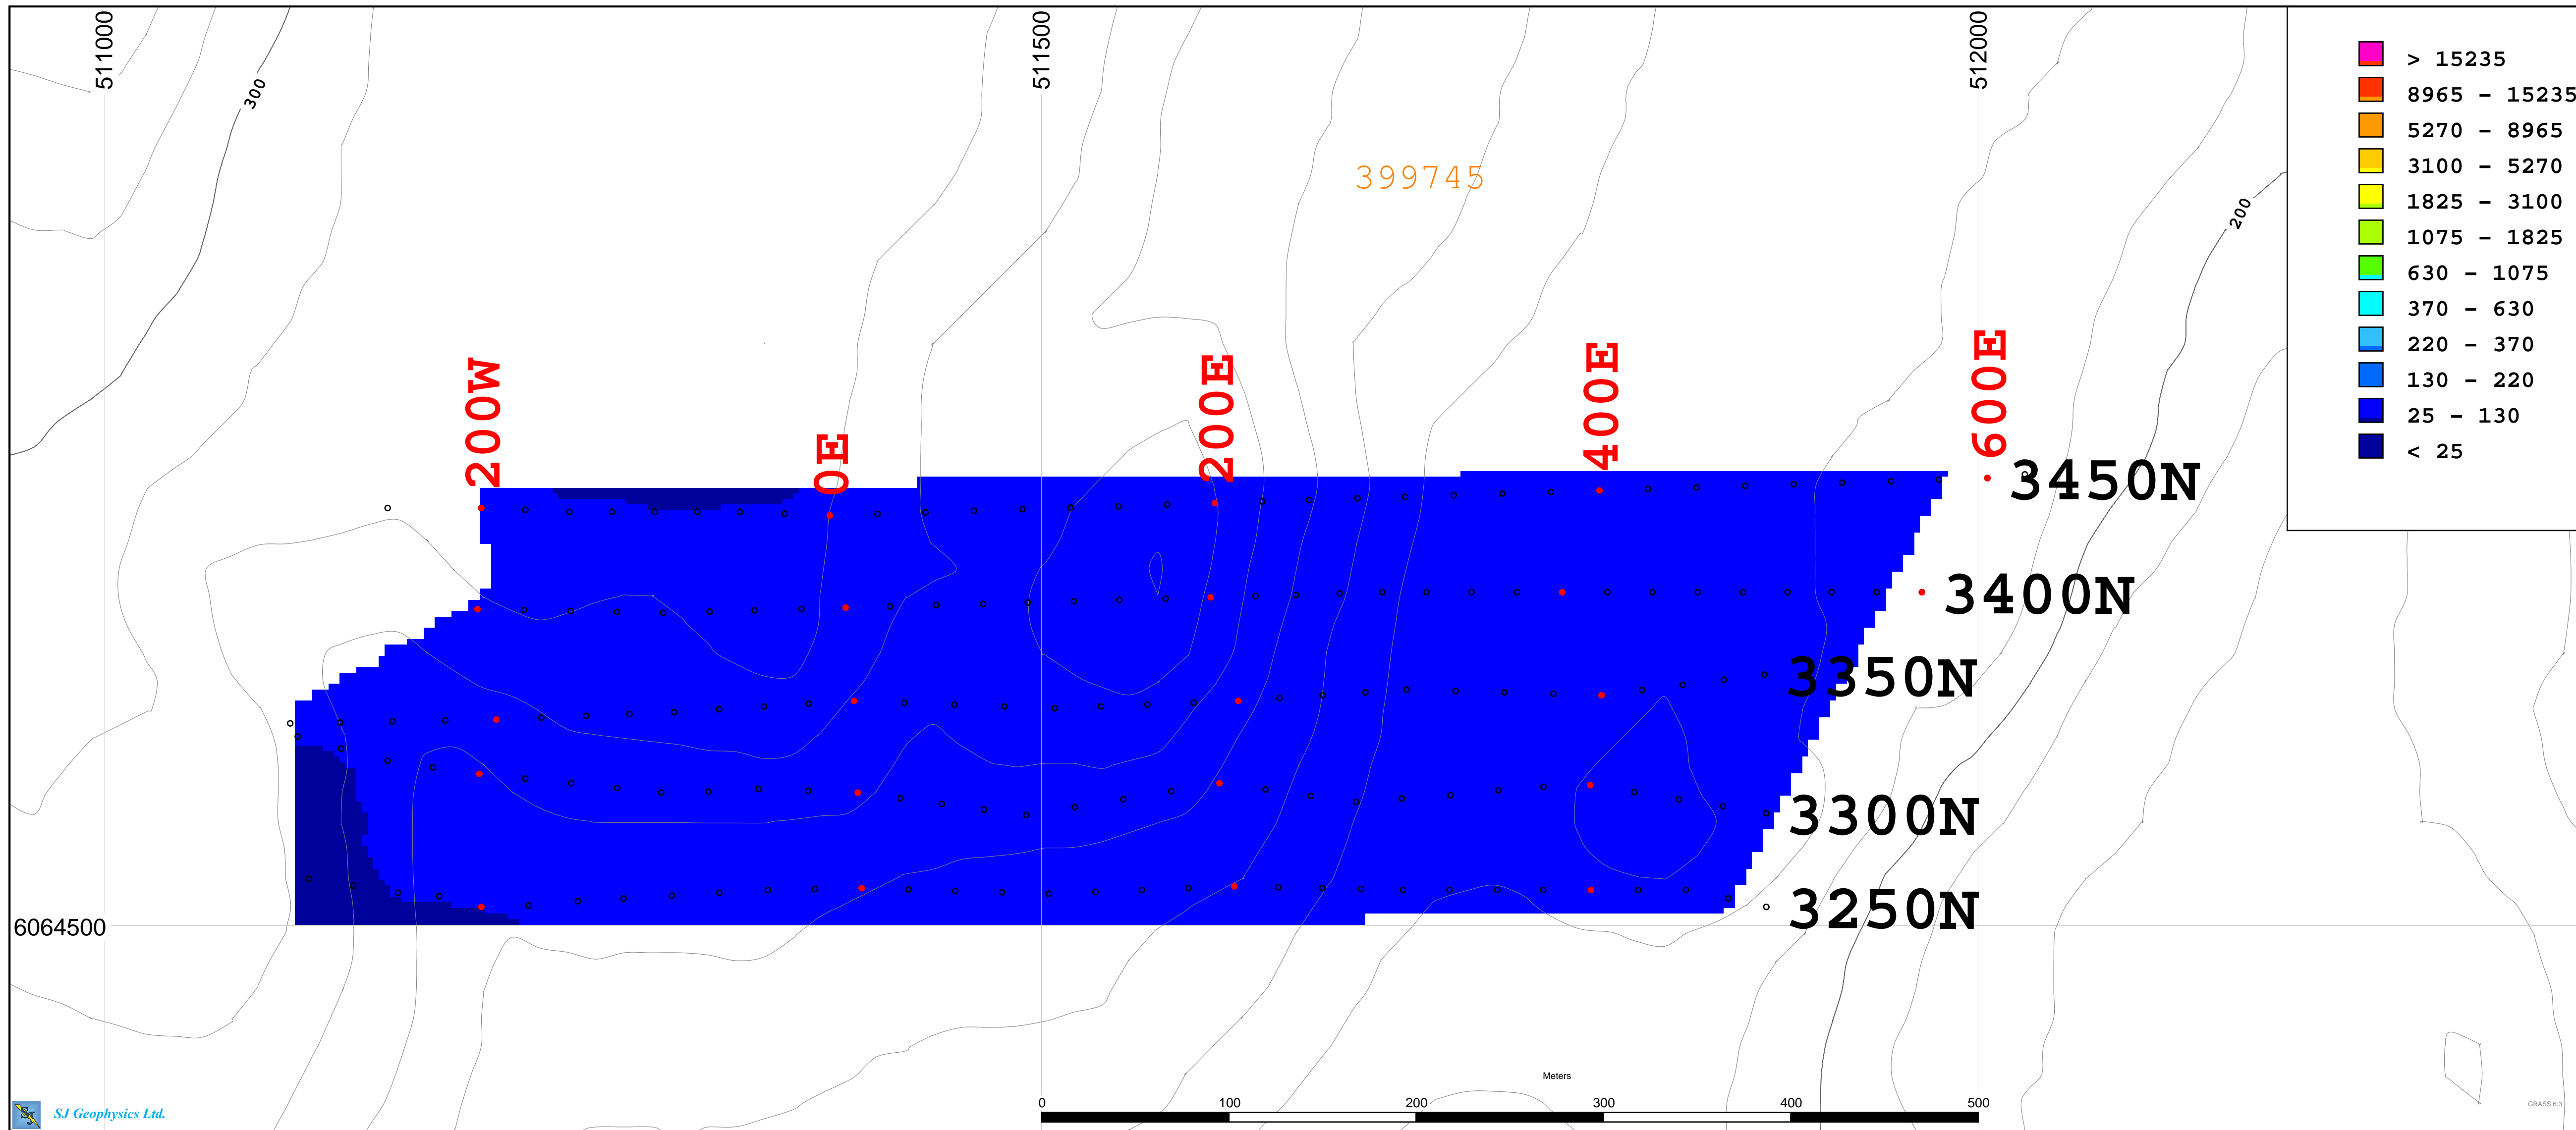 511000
511500
512000
300
200
399745
> 15235
8965 - 15235
5270 - 8965
3100 - 5270
1825 - 3100
1075 - 1825
630 - 1075
370 - 630
220 - 370
130 - 220
25 - 130
< 25
200W
0E
200E
400E
600E
3450N
3400N
3350N
3300N
3250N
6064500
Meters
0 100 200 300 400 500
SJ
SJ Geophysics Ltd.
GRASS 6.3